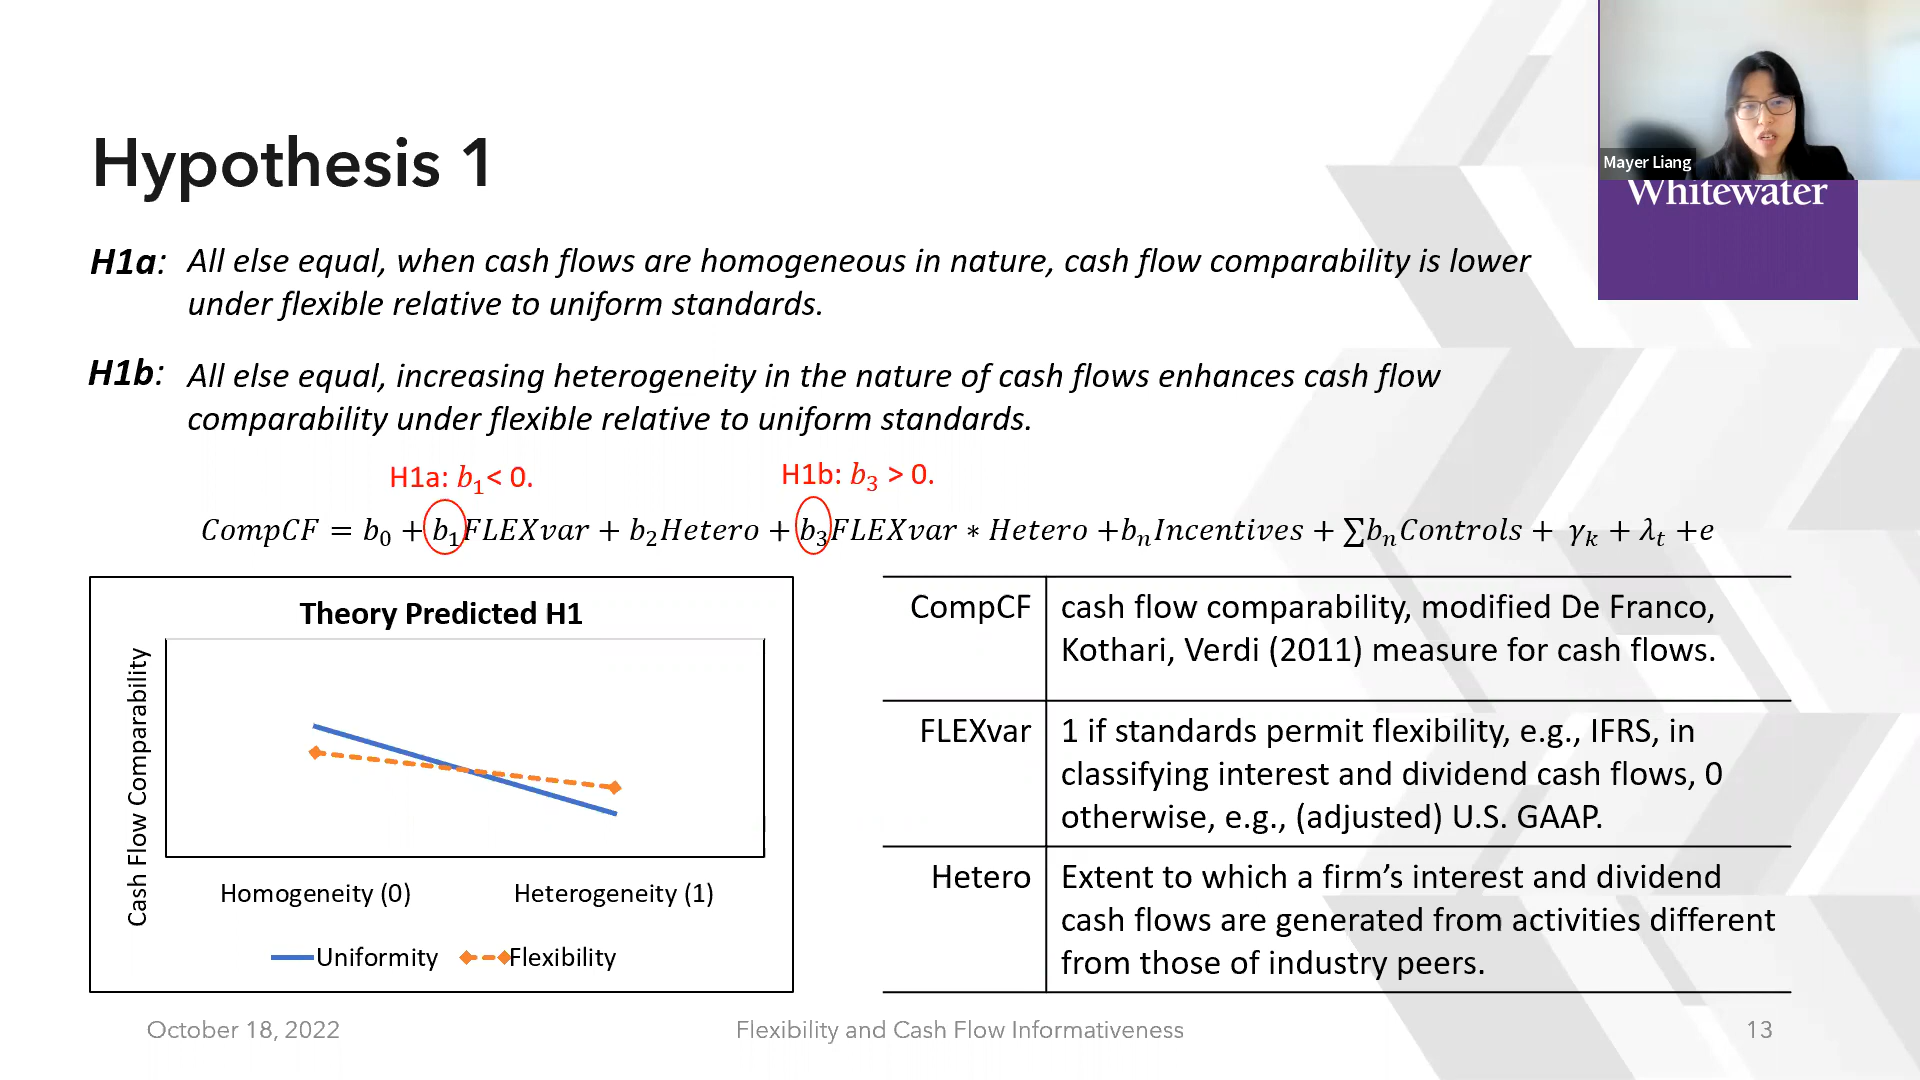 Mayer Liang
Whitewater
Hypothesis 1
H1a: All else equal, when cash flows are homogeneous in nature, cash flow comparability is lower
under flexible relative to uniform standards.
H1b: All else equal, increasing heterogeneity in the nature of cash flows enhances cash flow
comparability under flexible relative to uniform standards.
H1a: b₁< 0.
H1b: b₃ > 0.
CompCF = b₀ + b₁FLEXvar + b₂Hetero + b₃FLEXvar ∗ Hetero +bₙIncentives + ∑bₙControls + γₖ + λₜ +e
Theory Predicted H1
Cash Flow Comparability
Homogeneity (0) Heterogeneity (1)
Uniformity Flexibility
CompCF cash flow comparability, modified De Franco,
Kothari, Verdi (2011) measure for cash flows.
FLEXvar 1 if standards permit flexibility, e.g., IFRS, in
classifying interest and dividend cash flows, 0
otherwise, e.g., (adjusted) U.S. GAAP.
Hetero Extent to which a firm’s interest and dividend
cash flows are generated from activities different
from those of industry peers.
October 18, 2022 Flexibility and Cash Flow Informativeness 13